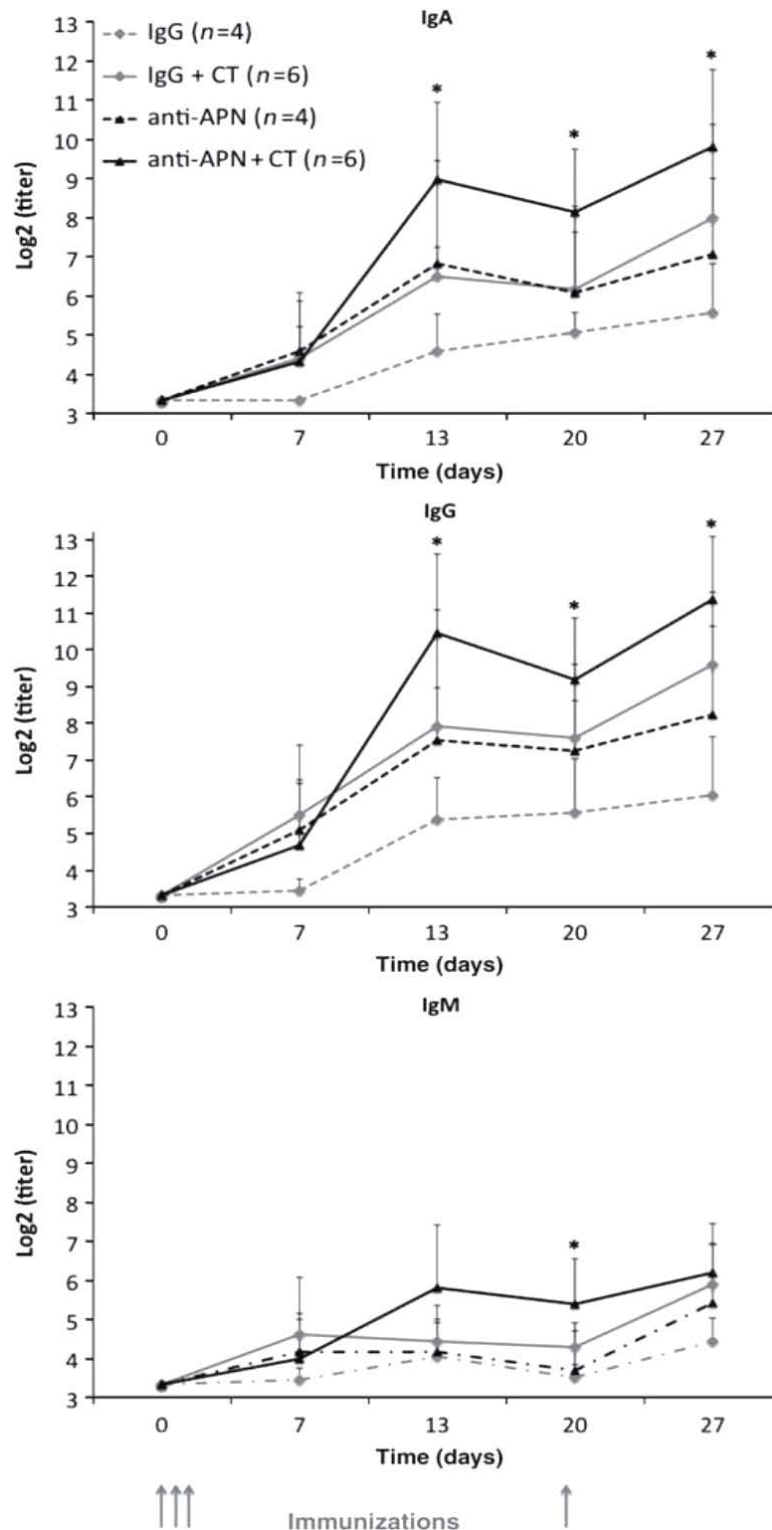 IgA
13
12
11
10
9
8
7
6
5
4
3
Log2 (titer)
IgG (n=4)
IgG + CT (n=6)
anti-APN (n=4)
anti-APN + CT (n=6)
* * *
0 7 13 20 27
Time (days)
IgG
13
12
11
10
9
8
7
6
5
4
3
Log2 (titer)
* * *
0 7 13 20 27
Time (days)
IgM
13
12
11
10
9
8
7
6
5
4
3
Log2 (titer)
*
0 7 13 20 27
Time (days)
Immunizations